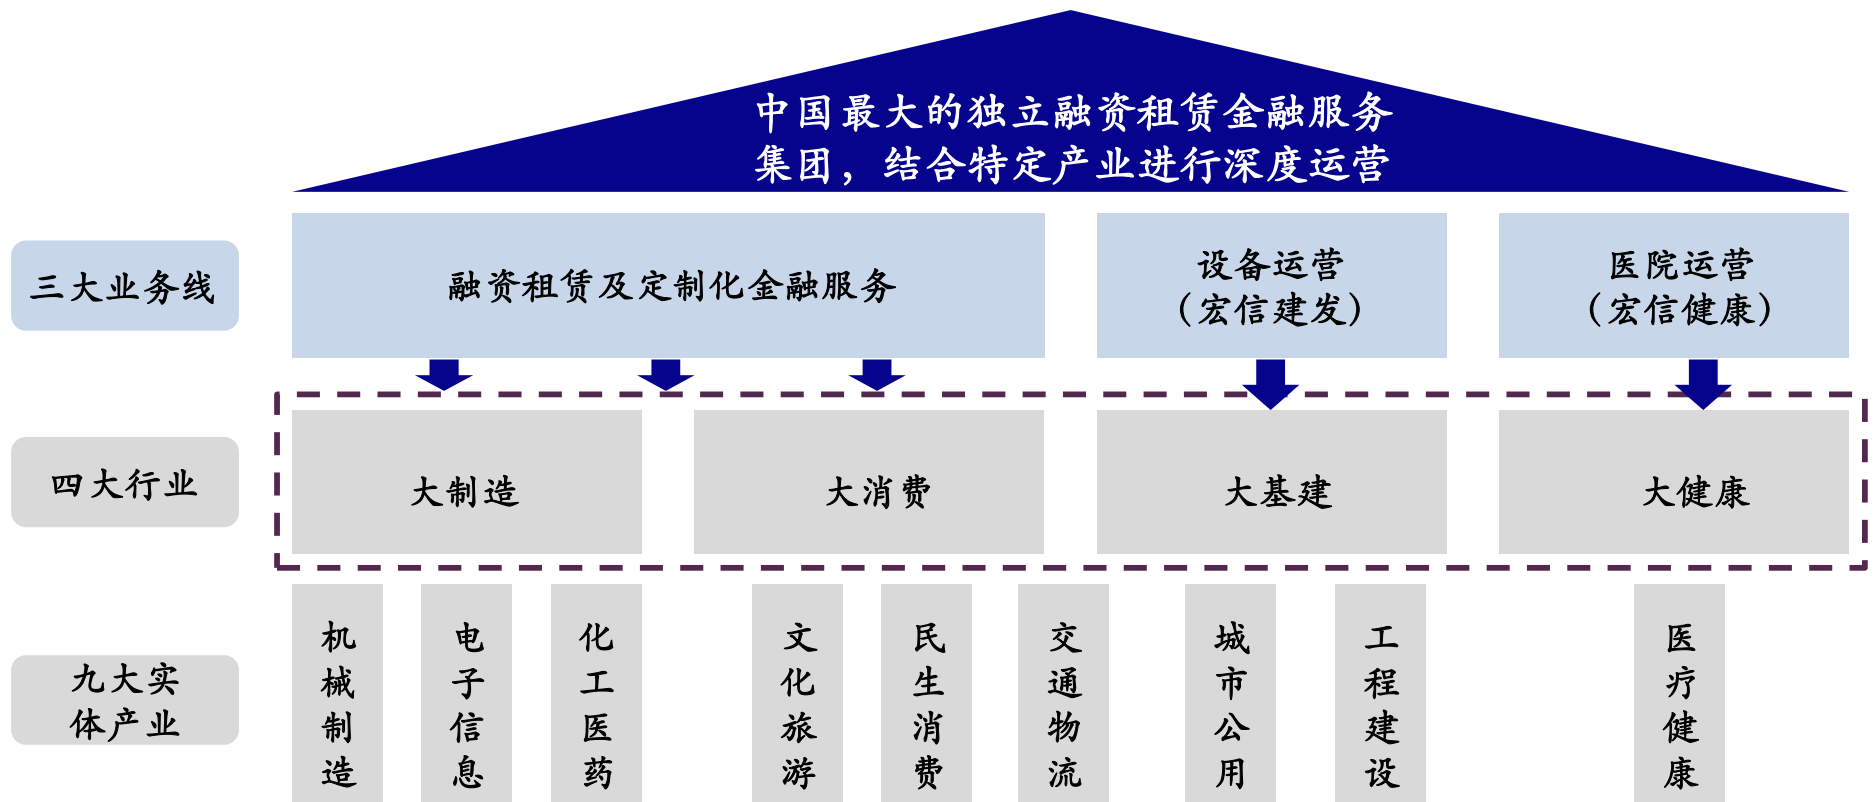 中国最大的独立融资租赁金融服务
集团，结合特定产业进行深度运营
三大业务线
融资租赁及定制化金融服务
设备运营
（宏信建发）
医院运营
（宏信健康）
四大行业
大制造
大消费
大基建
大健康
九大实
体产业
机械制造
电子信息
化工医药
文化旅游
民生消费
交通物流
城市公用
工程建设
医疗健康